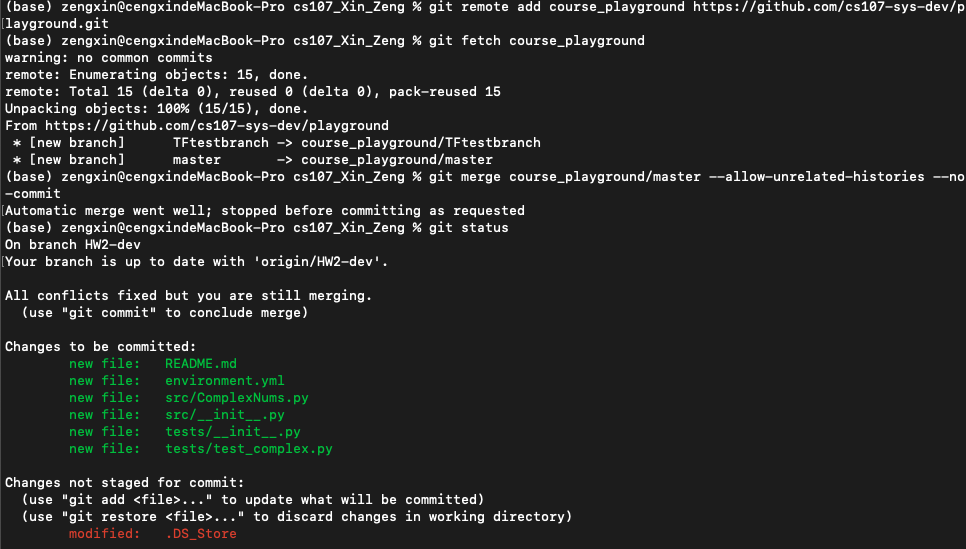 (base) zengxin@cengxindeMacBook-Pro cs107_Xin_Zeng % git remote add course_playground https://github.com/cs107-sys-dev/p
layground.git
(base) zengxin@cengxindeMacBook-Pro cs107_Xin_Zeng % git fetch course_playground
warning: no common commits
remote: Enumerating objects: 15, done.
remote: Total 15 (delta 0), reused 0 (delta 0), pack-reused 15
Unpacking objects: 100% (15/15), done.
From https://github.com/cs107-sys-dev/playground
 * [new branch]      TFtestbranch -> course_playground/TFtestbranch
 * [new branch]      master       -> course_playground/master
(base) zengxin@cengxindeMacBook-Pro cs107_Xin_Zeng % git merge course_playground/master --allow-unrelated-histories --no
-commit
Automatic merge went well; stopped before committing as requested
(base) zengxin@cengxindeMacBook-Pro cs107_Xin_Zeng % git status
On branch HW2-dev
Your branch is up to date with 'origin/HW2-dev'.

All conflicts fixed but you are still merging.
  (use "git commit" to conclude merge)

Changes to be committed:
        new file:   README.md
        new file:   environment.yml
        new file:   src/ComplexNums.py
        new file:   src/__init__.py
        new file:   tests/__init__.py
        new file:   tests/test_complex.py

Changes not staged for commit:
  (use "git add <file>..." to update what will be committed)
  (use "git restore <file>..." to discard changes in working directory)
        modified:   .DS_Store